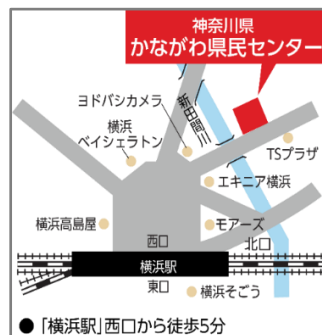 神奈川県
かながわ県民センター
ヨドバシカメラ
新田間川
横浜
ベイシェラトン
TSプラザ
エキニア横浜
横浜高島屋
モアーズ
西口
北口
横浜駅
東口
横浜そごう
●「横浜駅」西口から徒歩5分